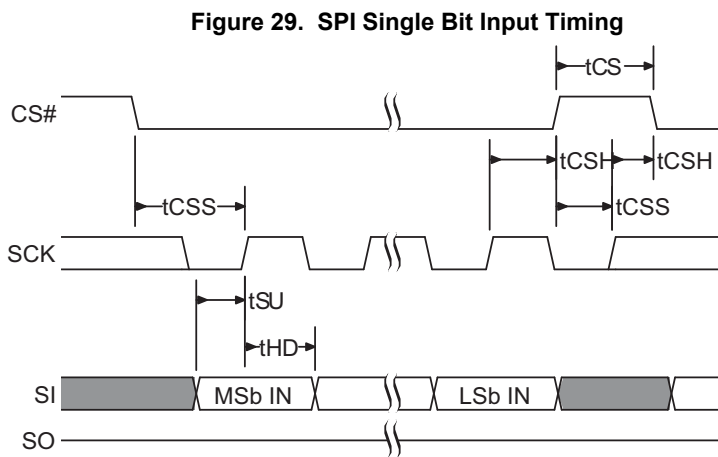 Figure 29. SPI Single Bit Input Timing
tCS
CS#
tCSH
tCSH
tCSS
tCSS
SCK
tSU
tHD
SI
MSb IN
LSb IN
SO